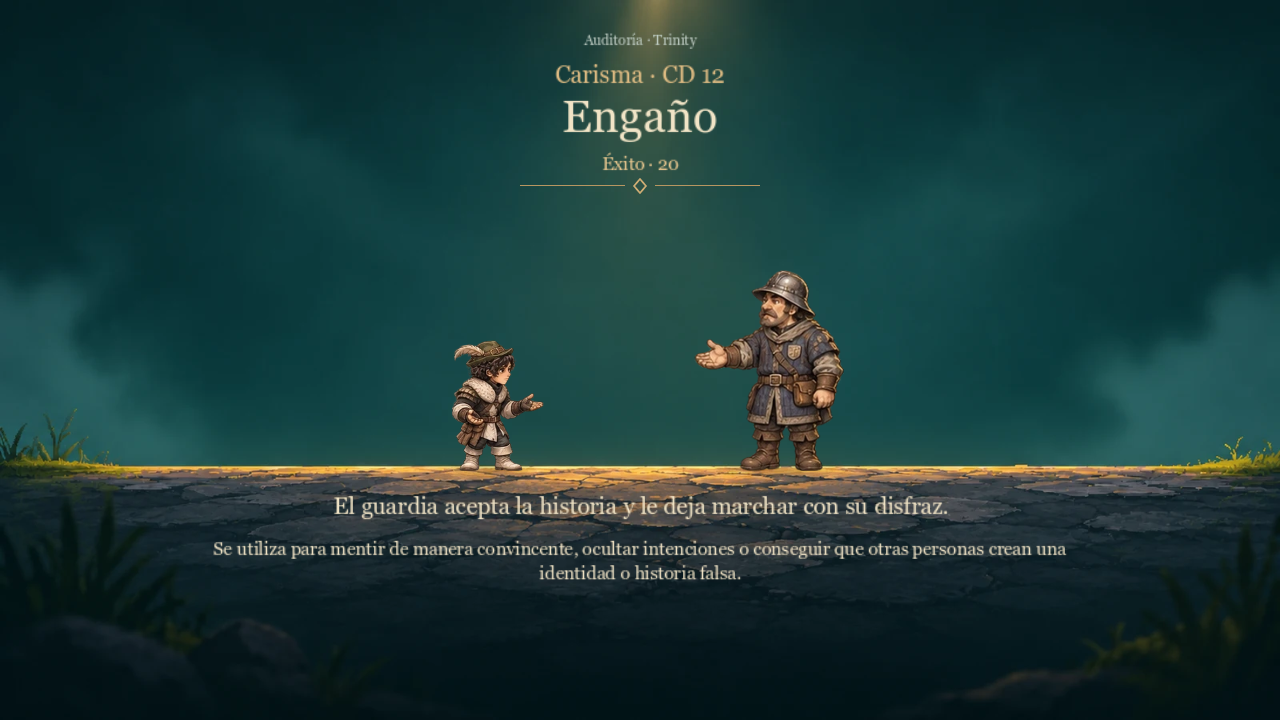 Auditoría · Trinity
Carisma · CD 12
Engaño
Éxito · 20
El guardia acepta la historia y le deja marchar con su disfraz.
Se utiliza para mentir de manera convincente, ocultar intenciones o conseguir que otras personas crean una
identidad o historia falsa.